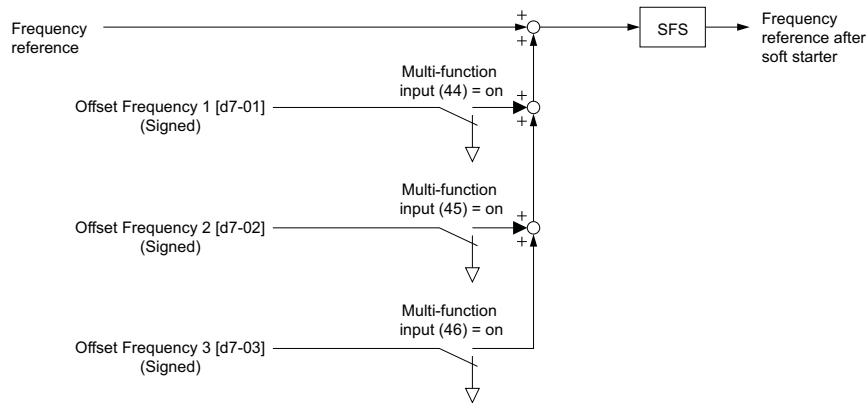 Frequency
reference
+
+
SFS
Frequency
reference after
soft starter
Multi-function
input (44) = on
Offset Frequency 1 [d7-01]
(Signed)
+
+
Multi-function
input (45) = on
Offset Frequency 2 [d7-02]
(Signed)
+
+
Multi-function
input (46) = on
Offset Frequency 3 [d7-03]
(Signed)